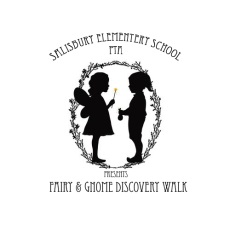 SALISBURY ELEMENTERY SCHOOL
PTA
PRESENTS
FAIRY & GNOME DISCOVERY WALK